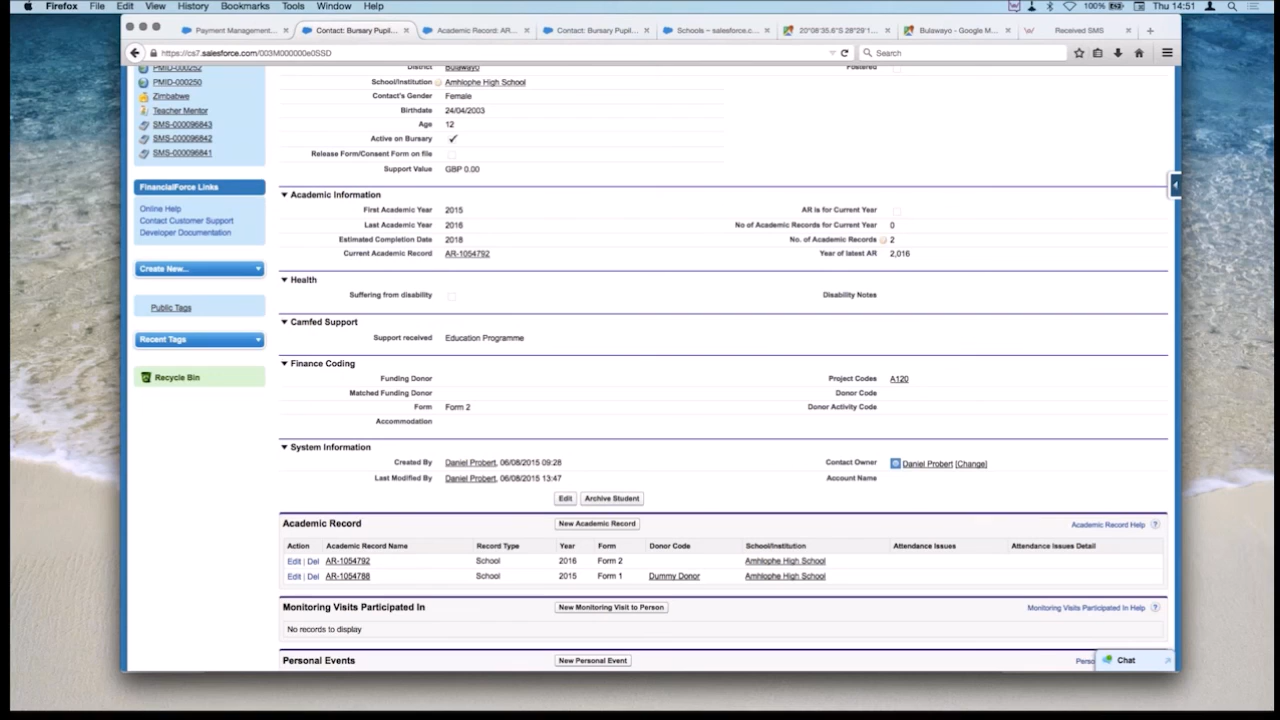 Firefox File Edit View History Bookmarks Tools Window Help 100% Thu 14:51
Payment Management... × Contact: Bursary Pupil... × Academic Record: AR... × Contact: Bursary Pupil... × Schools ~ salesforce.c... × 20°08'35.6"S 28°29'1... × Bulawayo - Google M... × Received SMS × +
https://cs7.salesforce.com/003M000000e0SSD Search
PMID-000252 District Bulawayo Fostered
PMID-000250 School/Institution Amhlophe High School
Zimbabwe Contact's Gender Female
Teacher Mentor Birthdate 24/04/2003
SMS-000096843 Age 12
SMS-000096842 Active on Bursary ✓
SMS-000096841 Release Form/Consent Form on file
Support Value GBP 0.00
FinancialForce Links
Online Help
Contact Customer Support
Developer Documentation
Create New...
Public Tags
Recent Tags
Recycle Bin
Academic Information
First Academic Year 2015 AR is for Current Year
Last Academic Year 2016 No of Academic Records for Current Year 0
Estimated Completion Date 2018 No. of Academic Records 2
Current Academic Record AR-1054792 Year of latest AR 2,016
Health
Suffering from disability Disability Notes
Camfed Support
Support received Education Programme
Finance Coding
Funding Donor Project Codes A120
Matched Funding Donor Donor Code
Form Form 2 Donor Activity Code
Accommodation
System Information
Created By Daniel Probert, 06/08/2015 09:28 Contact Owner Daniel Probert [Change]
Last Modified By Daniel Probert, 06/08/2015 13:47 Account Name
Edit Archive Student
Academic Record New Academic Record Academic Record Help ?
Action Academic Record Name Record Type Year Form Donor Code School/Institution Attendance Issues Attendance Issues Detail
Edit | Del AR-1054792 School 2016 Form 2 Amhlophe High School
Edit | Del AR-1054788 School 2015 Form 1 Dummy Donor Amhlophe High School
Monitoring Visits Participated In New Monitoring Visit to Person Monitoring Visits Participated In Help ?
No records to display
Personal Events New Personal Event Perso Chat